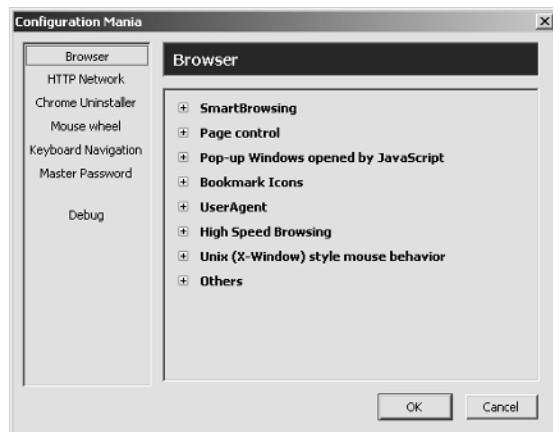 Configuration Mania
Browser
HTTP Network
Chrome Uninstaller
Mouse wheel
Keyboard Navigation
Master Password
Debug
Browser
SmartBrowsing
Page control
Pop-up Windows opened by JavaScript
Bookmark Icons
UserAgent
High Speed Browsing
Unix (X-Window) style mouse behavior
Others
OK
Cancel